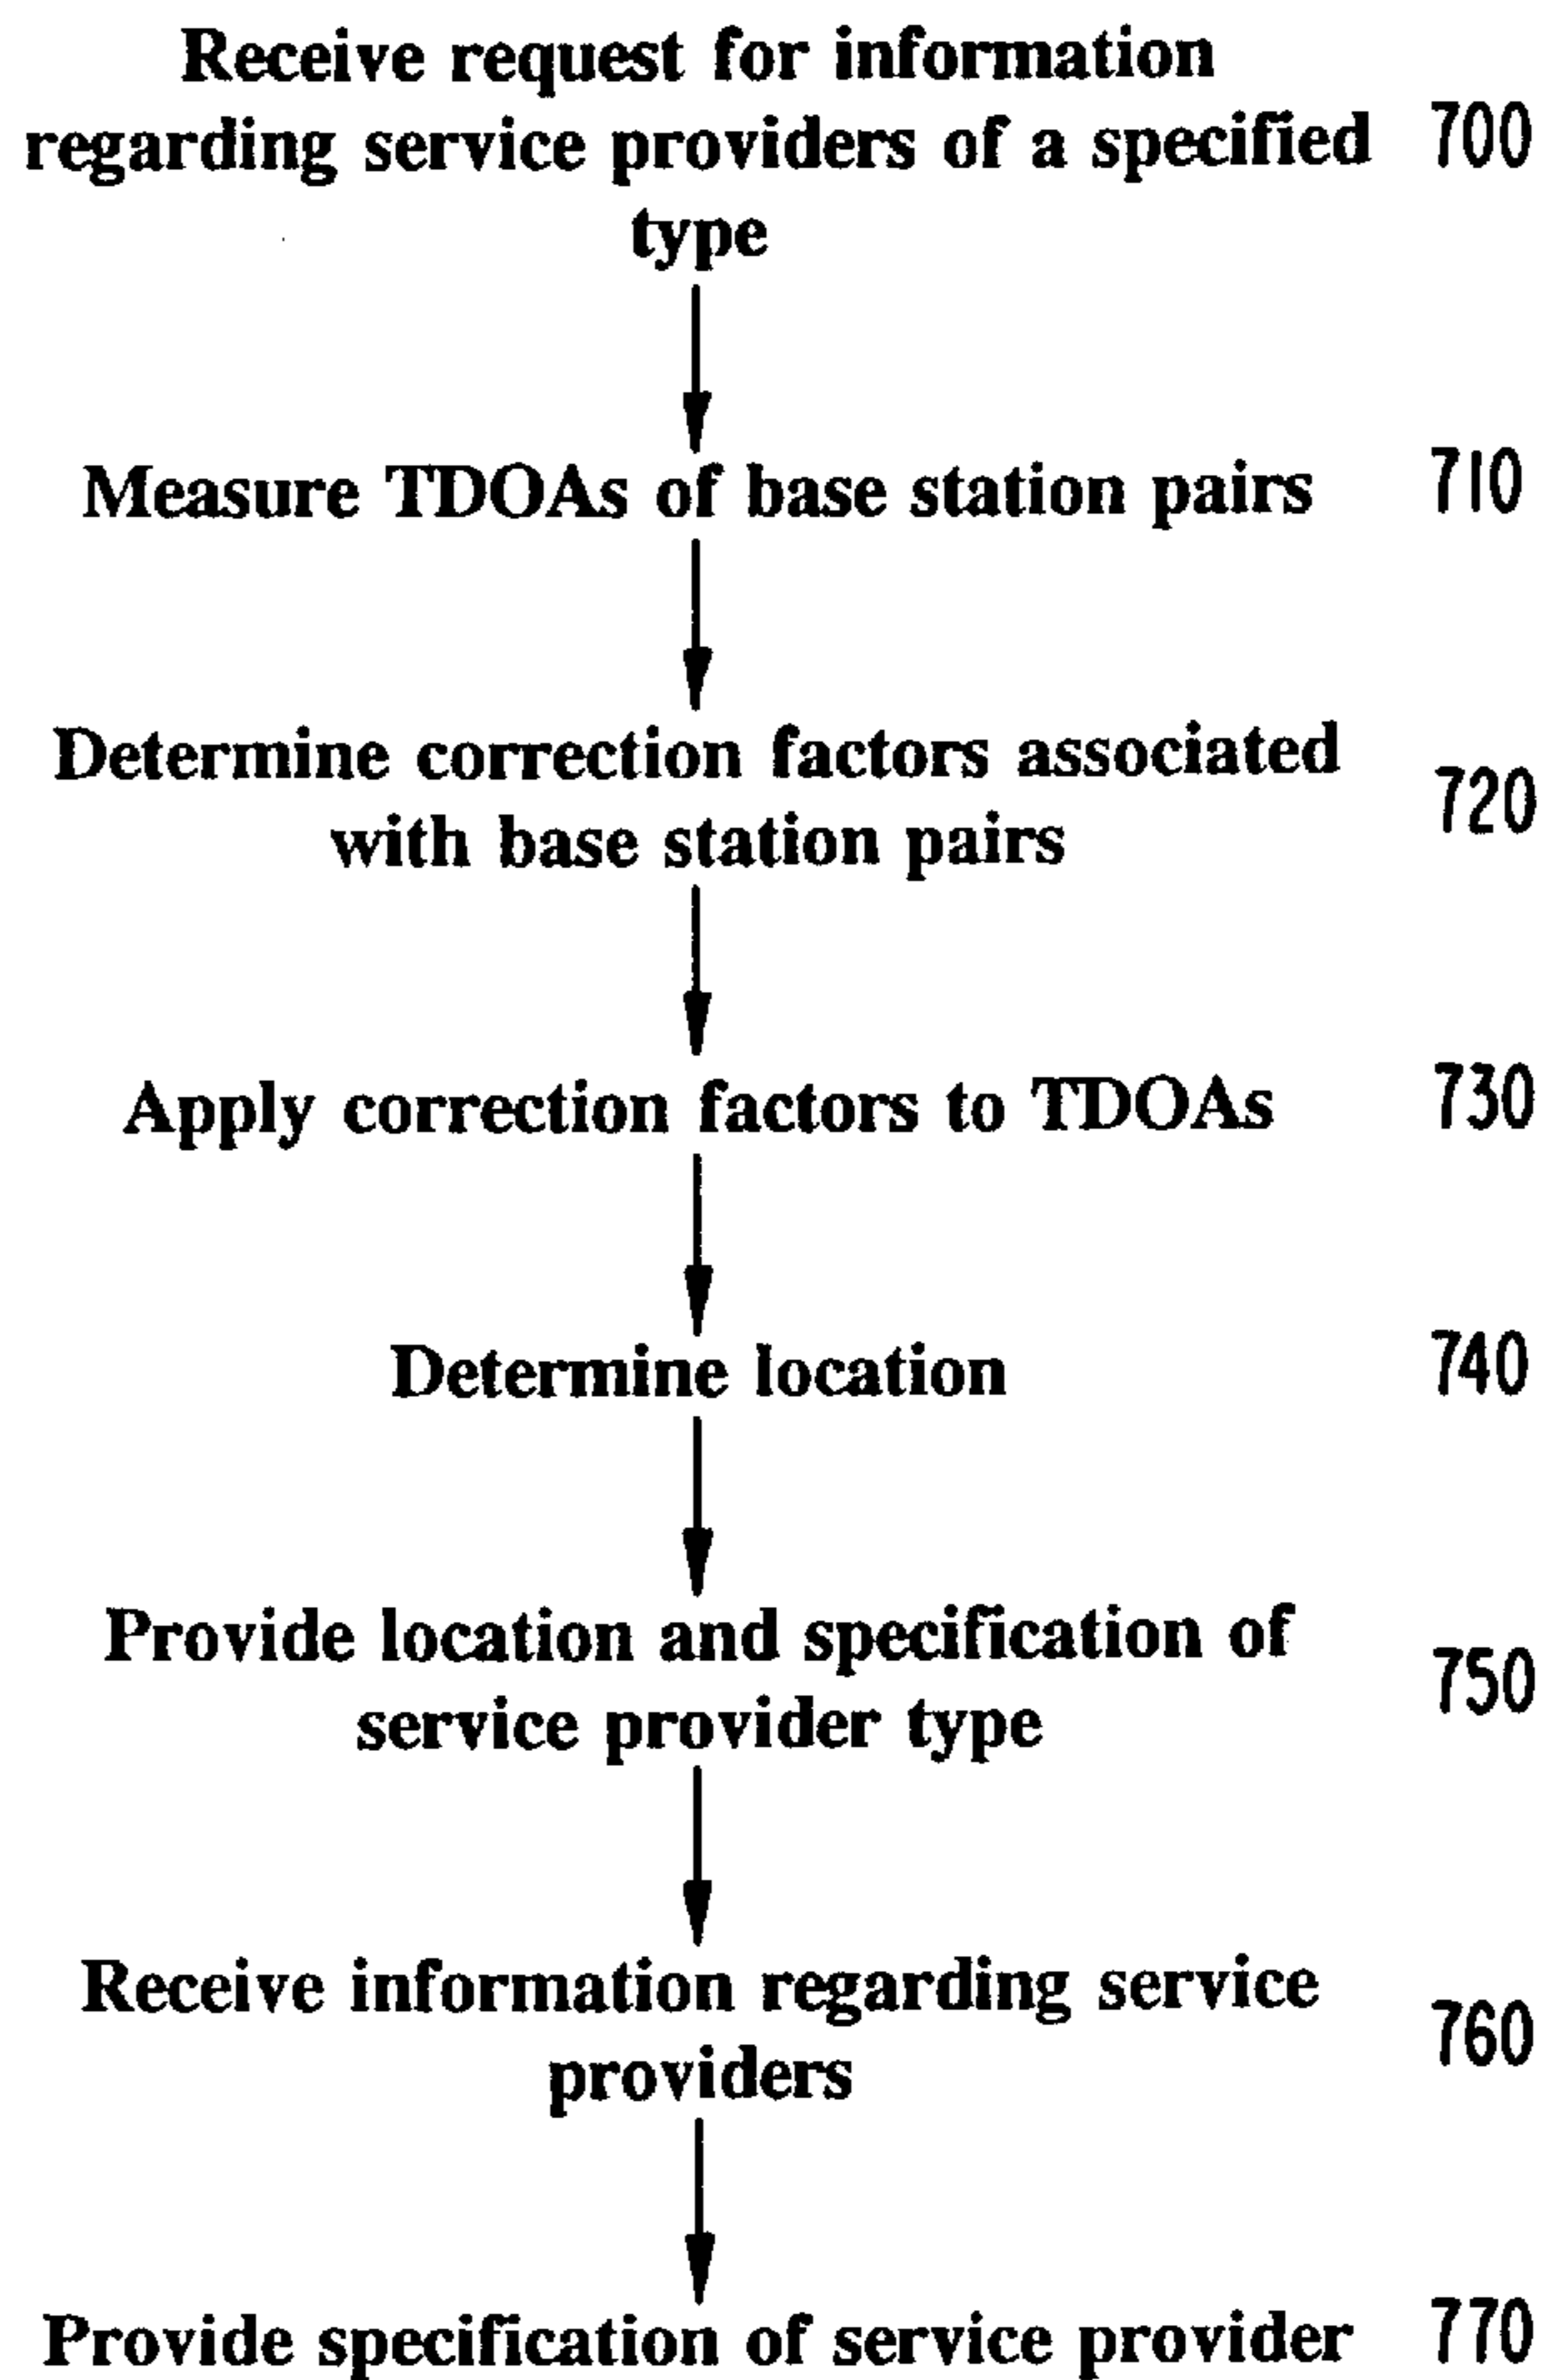 Receive request for information
regarding service providers of a specified 700
type
Measure TDOAs of base station pairs 710
Determine correction factors associated
720
with base station pairs
Apply correction factors to TDOAs 730
Determine location 740
Provide location and specification of
750
service provider type
Receive information regarding service
760
providers
Provide specification of service provider 770